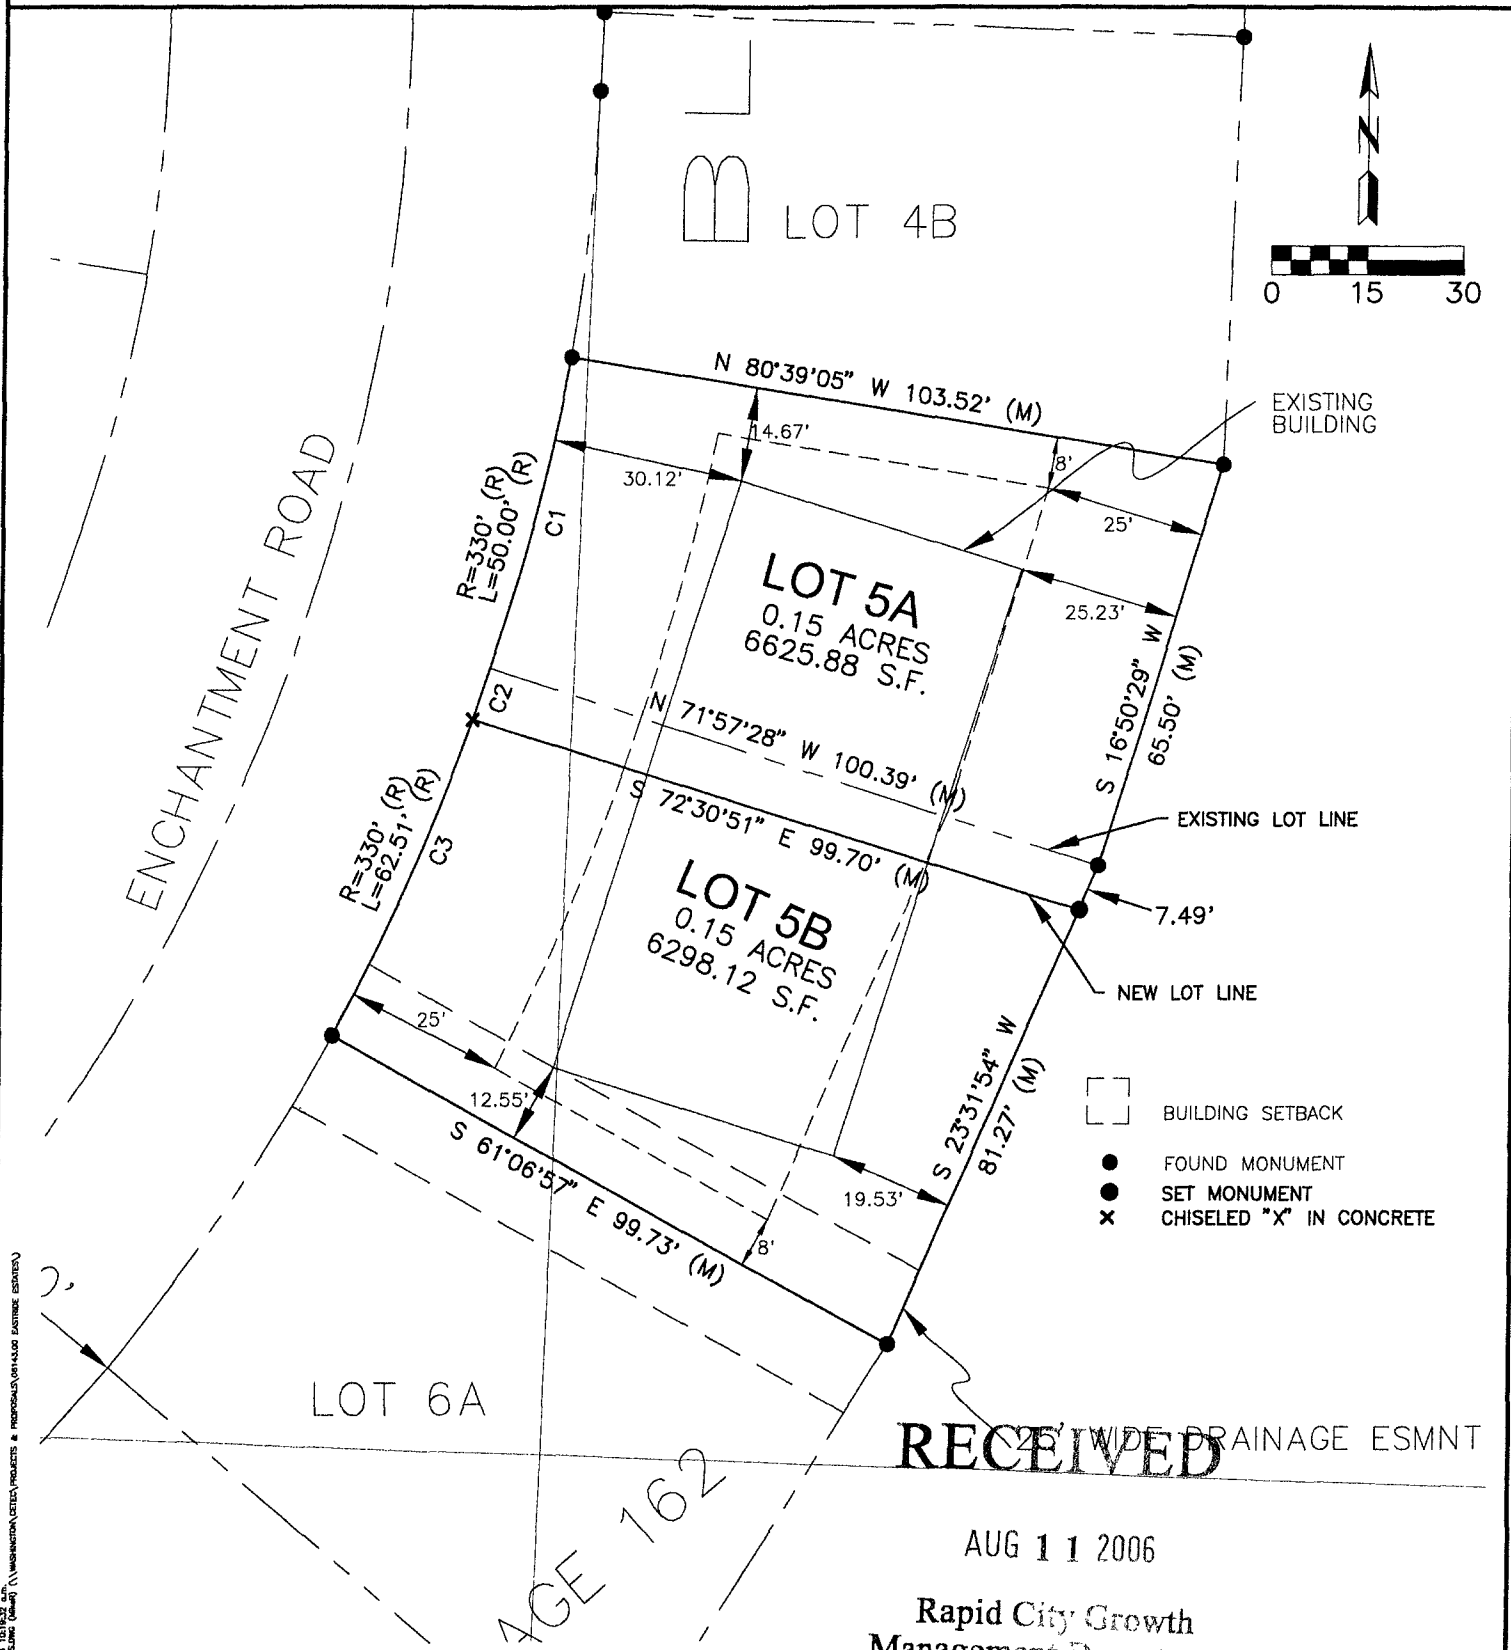 B L
LOT 4B
N
0 15 30
N 80°39'05" W 103.52' (M)
EXISTING
BUILDING
14.67'
8'
30.12'
25'
R=330' (R)
L=50.00' (R)
C1
ENCHANTMENT ROAD
LOT 5A
0.15 ACRES
6625.88 S.F.
25.23'
S 16°50'29" W
65.50' (M)
C2
N 71°57'28" W 100.39' (M)
S 72°30'51" E 99.70' (M)
EXISTING LOT LINE
R=330' (R)
L=62.51' (R)
C3
LOT 5B
0.15 ACRES
6298.12 S.F.
7.49'
NEW LOT LINE
25'
12.55'
S 61°06'57" E 99.73' (M)
S 23°31'54" W
81.27' (M)
19.53'
8'
BUILDING SETBACK
FOUND MONUMENT
SET MONUMENT
CHISELED "X" IN CONCRETE
LOT 6A
25' WIDE DRAINAGE ESMNT
RECEIVED
AGE 162
AUG 11 2006
Rapid City Growth
Management